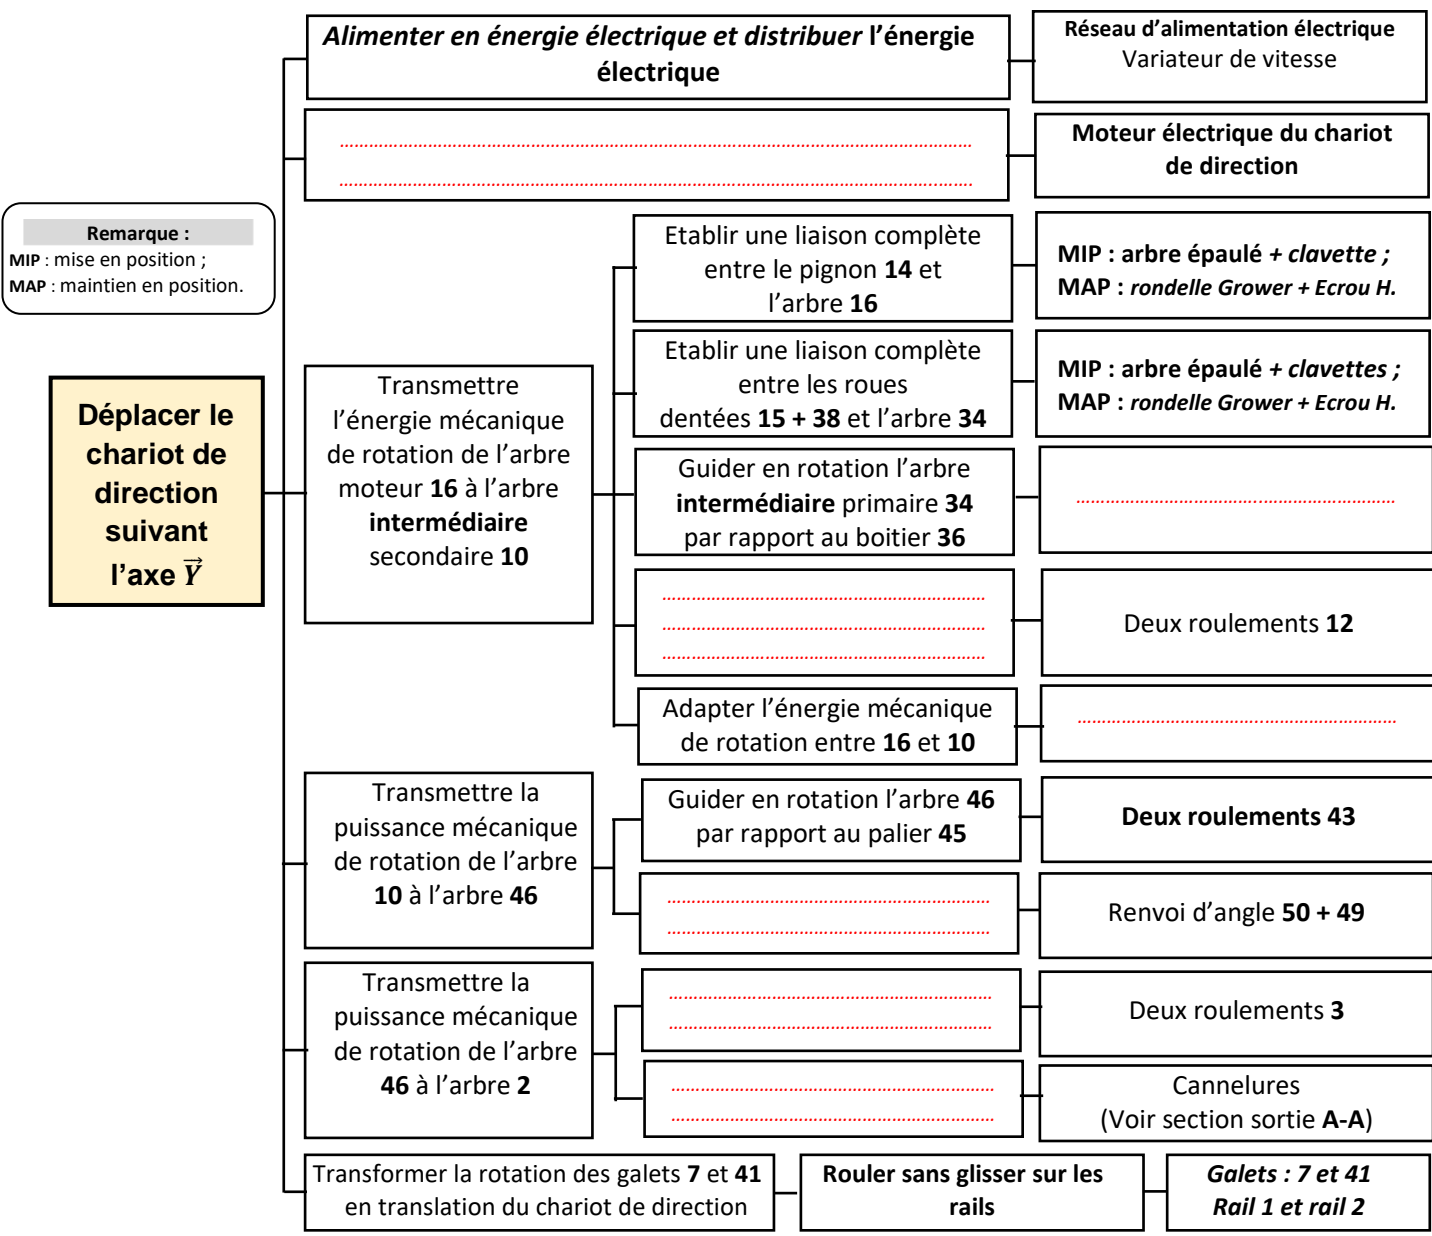 Alimenter en énergie électrique et distribuer l’énergie
électrique
Réseau d’alimentation électrique
Variateur de vitesse
Moteur électrique du chariot
de direction
Remarque :
MIP : mise en position ;
MAP : maintien en position.
Déplacer le
chariot de
direction
suivant
l’axe Y⃗
Transmettre
l’énergie mécanique
de rotation de l’arbre
moteur 16 à l’arbre
intermédiaire
secondaire 10
Etablir une liaison complète
entre le pignon 14 et
l’arbre 16
MIP : arbre épaulé + clavette ;
MAP : rondelle Grower + Ecrou H.
Etablir une liaison complète
entre les roues
dentées 15 + 38 et l’arbre 34
MIP : arbre épaulé + clavettes ;
MAP : rondelle Grower + Ecrou H.
Guider en rotation l’arbre
intermédiaire primaire 34
par rapport au boitier 36
Deux roulements 12
Adapter l’énergie mécanique
de rotation entre 16 et 10
Transmettre la
puissance mécanique
de rotation de l’arbre
10 à l’arbre 46
Guider en rotation l’arbre 46
par rapport au palier 45
Deux roulements 43
Renvoi d’angle 50 + 49
Transmettre la
puissance mécanique
de rotation de l’arbre
46 à l’arbre 2
Deux roulements 3
Cannelures
(Voir section sortie A-A)
Transformer la rotation des galets 7 et 41
en translation du chariot de direction
Rouler sans glisser sur les
rails
Galets : 7 et 41
Rail 1 et rail 2